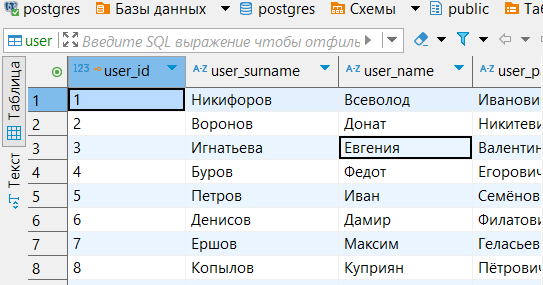 postgres Базы данных postgres Схемы public Та
user Введите SQL выражение чтобы отфиль
Таблица
Текст
123 user_id A-Z user_surname A-Z user_name A-Z user_p
1 1 Никифоров Всеволод Иванови
2 2 Воронов Донат Никитеви
3 3 Игнатьева Евгения Валентин
4 4 Буров Федот Егорович
5 5 Петров Иван Семёнов
6 6 Денисов Дамир Филатови
7 7 Ершов Максим Геласьев
8 8 Копылов Куприян Пётрович